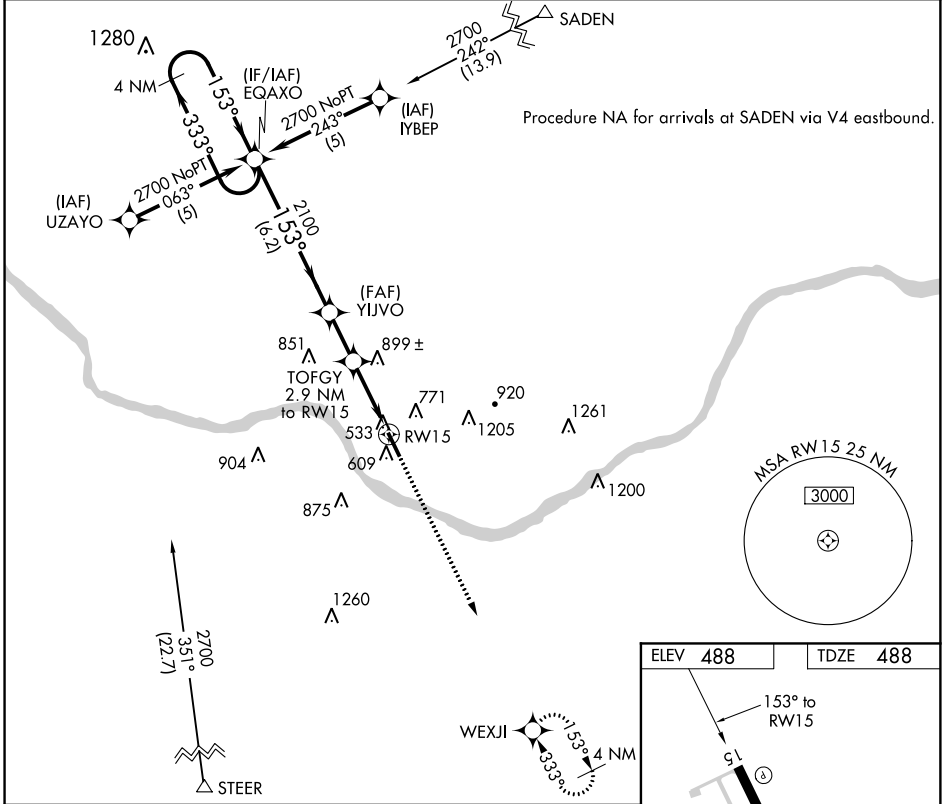 SADEN
2700
242°
(13.9)
1280
4 NM
153°
333°
(IF/IAF)
EQAXO
2700 NoPT
243°
(5)
(IAF)
IYBEP
Procedure NA for arrivals at SADEN via V4 eastbound.
2700 NoPT
063°
(5)
(IAF)
UZAYO
2100
153°
(6.2)
(FAF)
YIJVO
851
899 ±
TOFGY
2.9 NM
to RW15
771
920
1205
1261
533
RW15
904
609
875
1200
MSA RW15 25 NM
3000
1260
2700
351°
(22.7)
STEER
WEXJI
153°
333°
4 NM
ELEV 488
TDZE 488
153° to
RW15
15
P